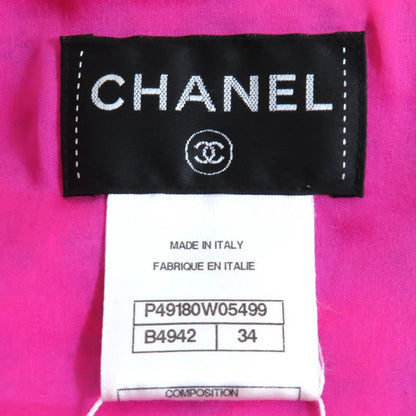 CHANEL
MADE IN ITALY
FABRIQUE EN ITALIE
P49180W05499
B4942 34
COMPOSITION